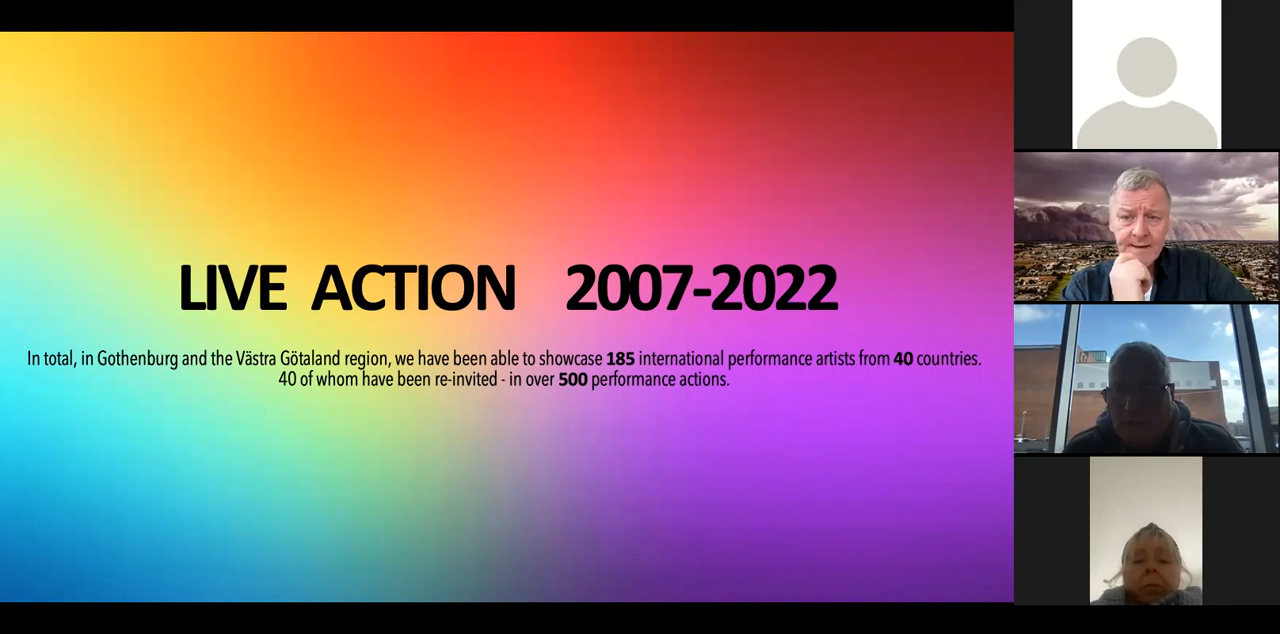 LIVE ACTION 2007-2022
In total, in Gothenburg and the Västra Götaland region, we have been able to showcase 185 international performance artists from 40 countries.
40 of whom have been re-invited - in over 500 performance actions.